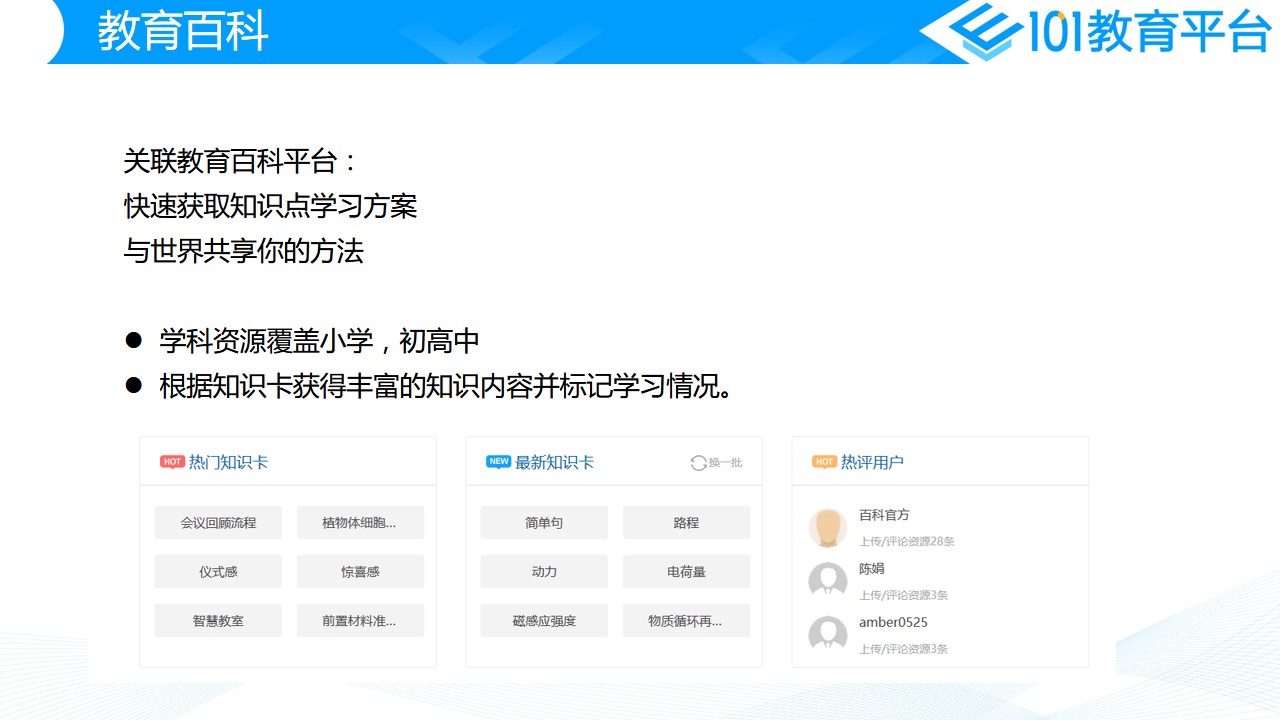 教育百科
101教育平台
关联教育百科平台：
快速获取知识点学习方案
与世界共享你的方法
● 学科资源覆盖小学，初高中
● 根据知识卡获得丰富的知识内容并标记学习情况。
HOT 热门知识卡
会议回顾流程 植物体细胞...
仪式感 惊喜感
智慧教室 前置材料准...
NEW 最新知识卡 换一批
简单句 路程
动力 电荷量
磁感应强度 物质循环再...
HOT 热评用户
百科官方
上传/评论资源28条
陈娟
上传/评论资源3条
amber0525
上传/评论资源3条